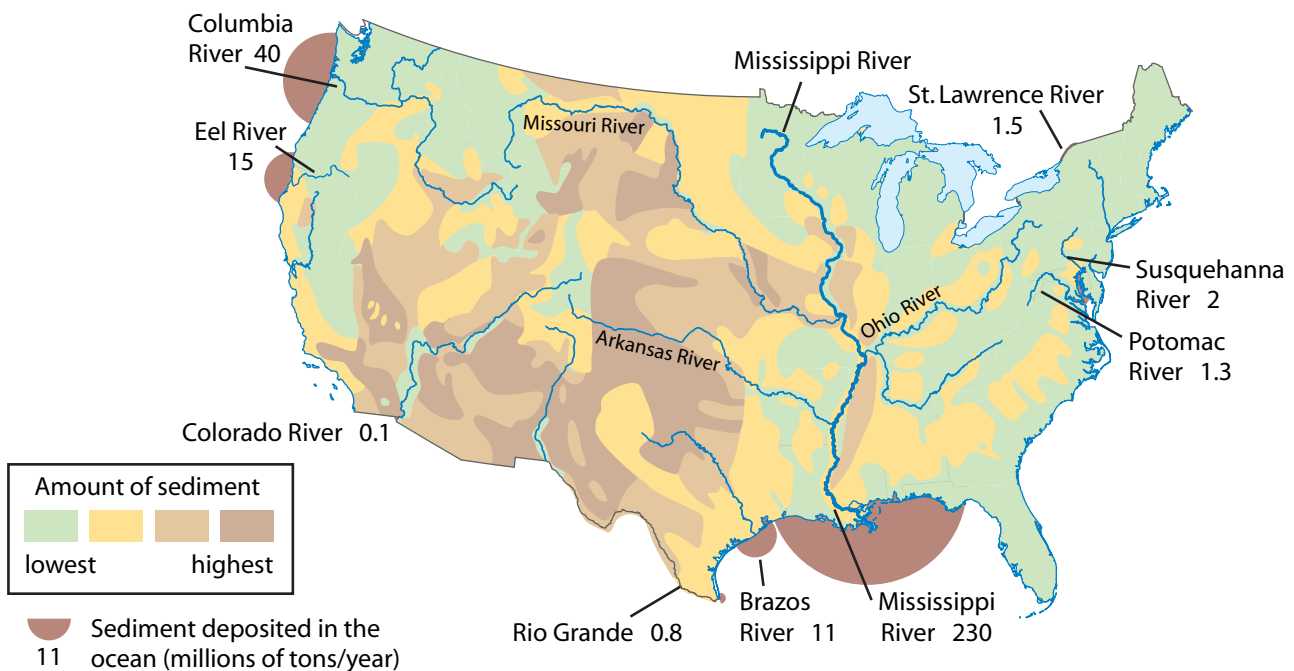 Columbia
River 40
Mississippi River
St. Lawrence River
1.5
Missouri River
Eel River
15
Susquehanna
River 2
Ohio River
Potomac
River 1.3
Arkansas River
Colorado River 0.1
Amount of sediment
lowest highest
Brazos
River 11
Mississippi
River 230
Rio Grande 0.8
11
Sediment deposited in the
ocean (millions of tons/year)